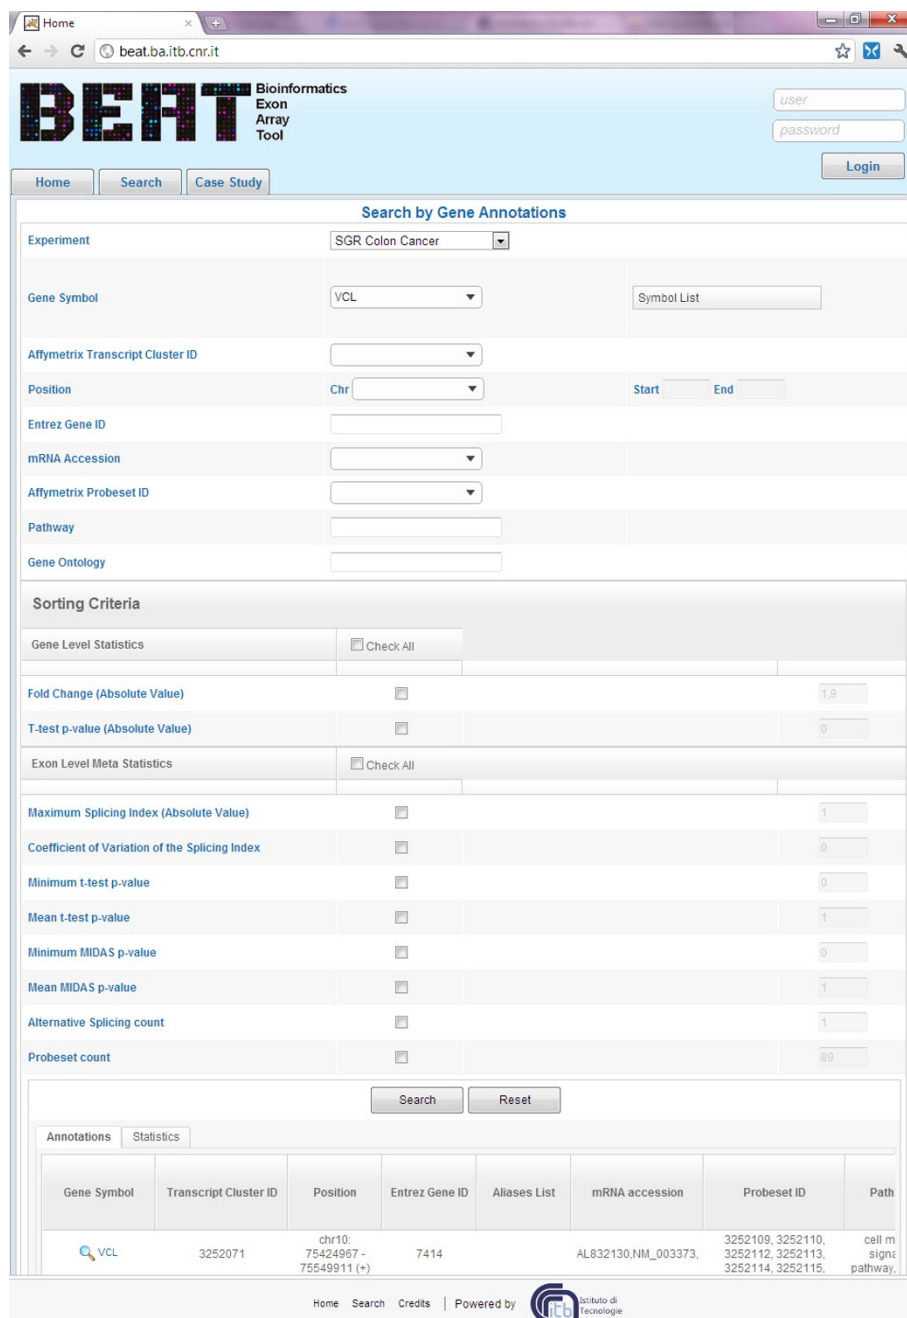 Home
beat.ba.itb.cnr.it
BEAT
Bioinformatics
Exon
Array
Tool
user
password
Login
Home Search Case Study
Search by Gene Annotations
Experiment SGR Colon Cancer
Gene Symbol VCL Symbol List
Affymetrix Transcript Cluster ID
Position Chr Start End
Entrez Gene ID
mRNA Accession
Affymetrix Probeset ID
Pathway
Gene Ontology
Sorting Criteria
Gene Level Statistics Check All
Fold Change (Absolute Value) 1,9
T-test p-value (Absolute Value) 0
Exon Level Meta Statistics Check All
Maximum Splicing Index (Absolute Value) 1
Coefficient of Variation of the Splicing Index 0
Minimum t-test p-value 0
Mean t-test p-value 1
Minimum MIDAS p-value 0
Mean MIDAS p-value 1
Alternative Splicing count 1
Probeset count 89
Search Reset
Annotations Statistics
Gene Symbol Transcript Cluster ID Position Entrez Gene ID Aliases List mRNA accession Probeset ID Path
VCL 3252071 chr10: 75424967 - 75549911 (+) 7414 AL832130,NM_003373, 3252109, 3252110, 3252112, 3252113, 3252114, 3252115, cell m signa pathway,
Home Search Credits | Powered by itb Istituto di
Tecnologie